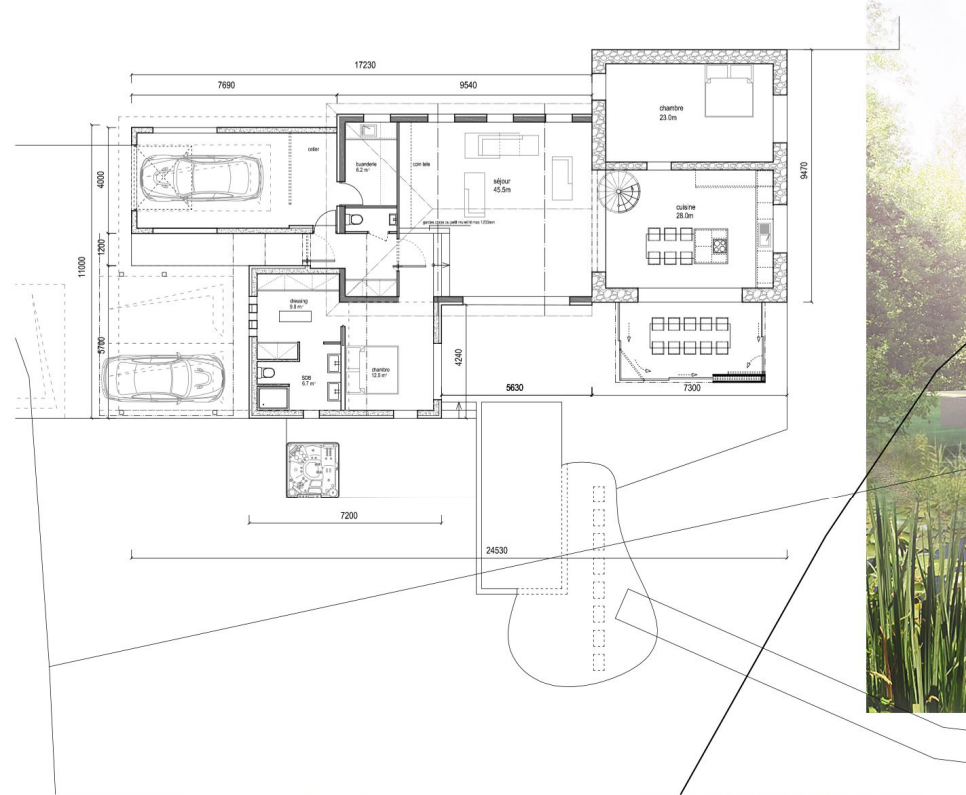 17230
7690
9540
chambre
23.0m
cellier
buanderie
6.2 m²
coin tele
séjour
45.5m
9470
4000
11000
1200
cuisine
28.0m
5700
dressing
9.8 m²
SDB
6.7 m²
chambre
12.8 m²
4240
5630
7300
7200
24530